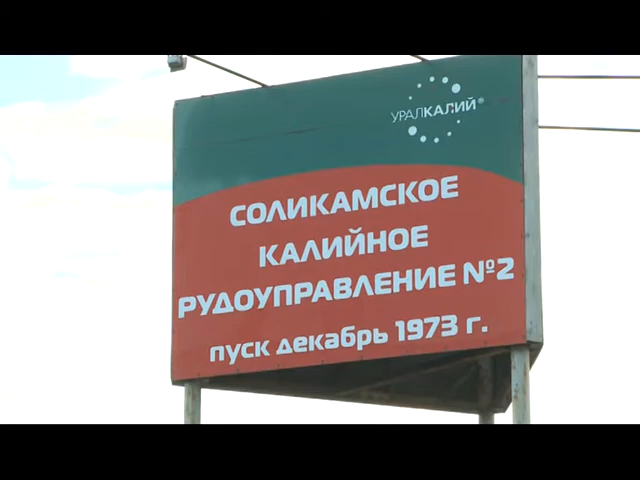 УРАЛКАЛИЙ®
СОЛИКАМСКОЕ
КАЛИЙНОЕ
РУДОУПРАВЛЕНИЕ №2
пуск декабрь 1973 г.